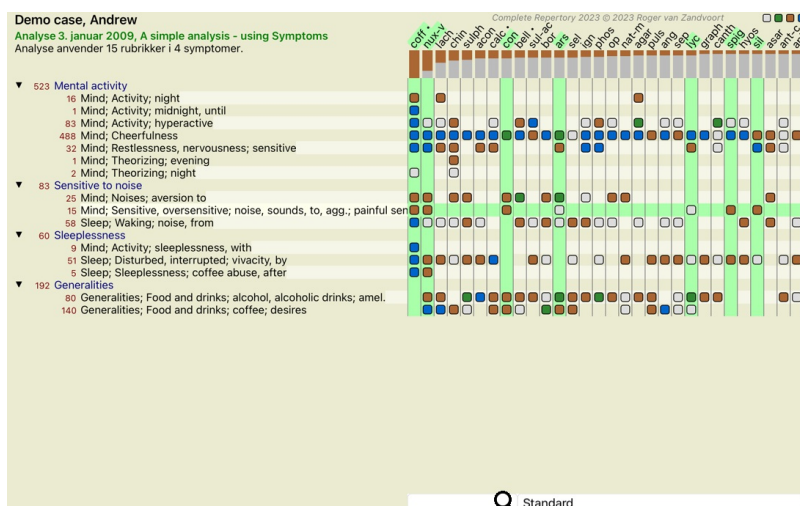 Demo case, Andrew
Complete Repertory 2023 © 2023 Roger van Zandvoort
Analyse 3. januar 2009, A simple analysis - using Symptoms
Analyse anvender 15 rubrikker i 4 symptomer.
coff • nux-v lach chin sulph acon calc • con bell • sul-ac bor ars sel ign phos op nat-m agar puls ang sep lyc graph canth spig hyos sil asar ant-c
523 Mental activity
16 Mind; Activity; night
1 Mind; Activity; midnight, until
83 Mind; Activity; hyperactive
488 Mind; Cheerfulness
32 Mind; Restlessness, nervousness; sensitive
1 Mind; Theorizing; evening
2 Mind; Theorizing; night
83 Sensitive to noise
25 Mind; Noises; aversion to
15 Mind; Sensitive, oversensitive; noise, sounds, to, agg.; painful sen
58 Sleep; Waking; noise, from
60 Sleeplessness
9 Mind; Activity; sleeplessness, with
51 Sleep; Disturbed, interrupted; vivacity, by
5 Sleep; Sleeplessness; coffee abuse, after
192 Generalities
80 Generalities; Food and drinks; alcohol, alcoholic drinks; amel.
140 Generalities; Food and drinks; coffee; desires
Standard